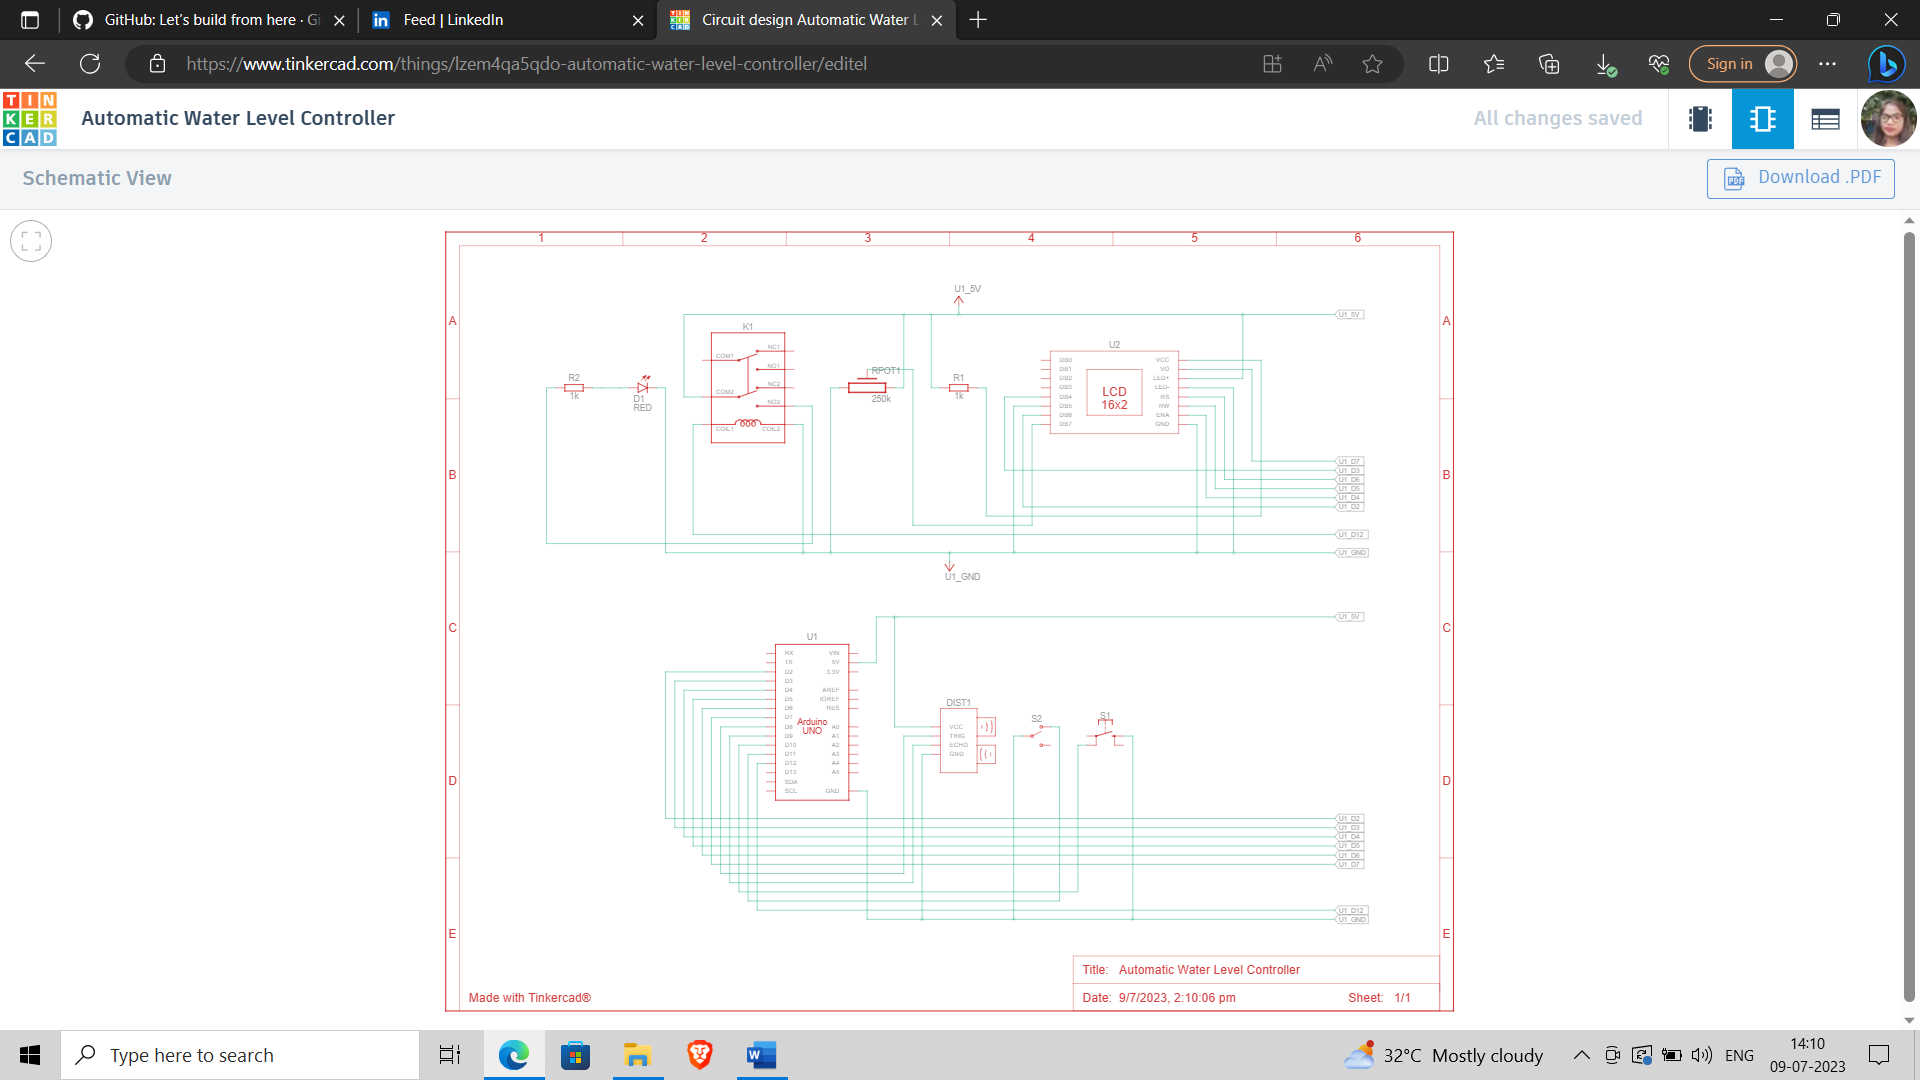 GitHub: Let's build from here · Gi
Feed | LinkedIn
Circuit design Automatic Water L
https://www.tinkercad.com/things/lzem4qa5qdo-automatic-water-level-controller/editel
Sign in
TIN
KER
CAD
Automatic Water Level Controller
All changes saved
Schematic View
Download .PDF
1 2 3 4 5 6
U1_5V
U1_5V
A A
K1
COM1 NC1
NO1
COM2 NC2
NO2
COIL1 COIL2
R2
1k
D1
RED
RPOT1
250k
R1
1k
U2
DB0 VCC
DB1 VO
DB2 LED+
DB3 LED-
DB4 RS
DB5 RW
DB6 ENA
DB7 GND
LCD
16x2
B B
U1_D7
U1_D3
U1_D6
U1_D5
U1_D4
U1_D2
U1_D12
U1_GND
U1_GND
U1_5V
C C
U1
RX VIN
TX 5V
D2 3.3V
D3
D4 AREF
D5 IOREF
D6 RES
D7
D8 A0
D9 A1
D10 A2
D11 A3
D12 A4
D13 A5
SDA
SCL GND
Arduino
UNO
DIST1
VCC
TRIG
ECHO
GND
S2
S1
D D
U1_D2
U1_D3
U1_D4
U1_D5
U1_D6
U1_D7
U1_D12
U1_GND
E E
Title: Automatic Water Level Controller
Made with Tinkercad®
Date: 9/7/2023, 2:10:06 pm
Sheet: 1/1
Type here to search
32°C Mostly cloudy
ENG
14:10
09-07-2023